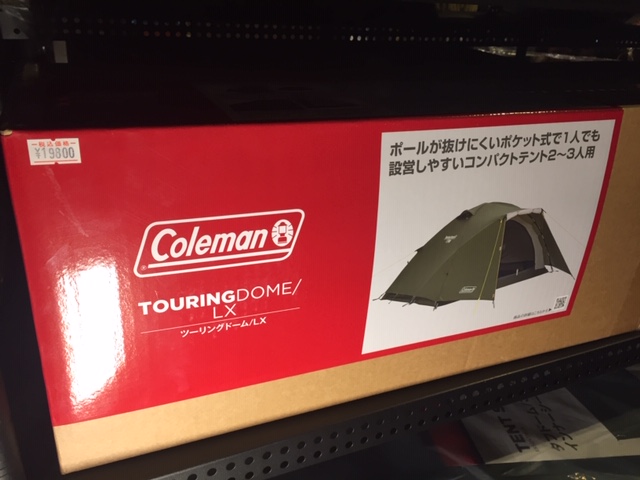 税込価格
¥19800
ポールが抜けにくいポケット式で1人でも
設営しやすいコンパクトテント2〜3人用
Coleman
TOURINGDOME/
LX
ツーリングドーム/LX
Coleman
TENT S